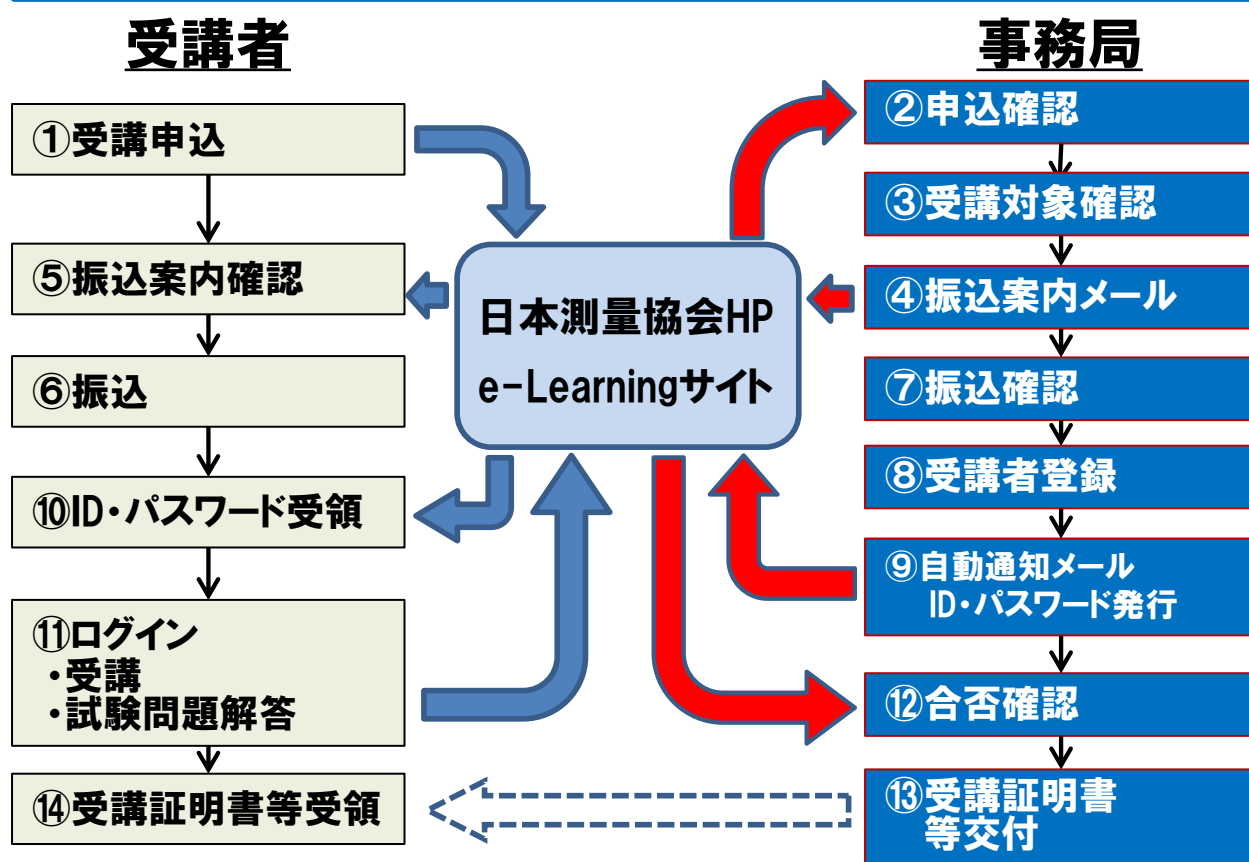 受講者
①受講申込
⑤振込案内確認
⑥振込
⑩ID・パスワード受領
⑪ログイン
・受講
・試験問題解答
⑭受講証明書等受領
日本測量協会HP
e-Learningサイト
事務局
②申込確認
③受講対象確認
④振込案内メール
⑦振込確認
⑧受講者登録
⑨自動通知メール
ID・パスワード発行
⑫合否確認
⑬受講証明書
等交付